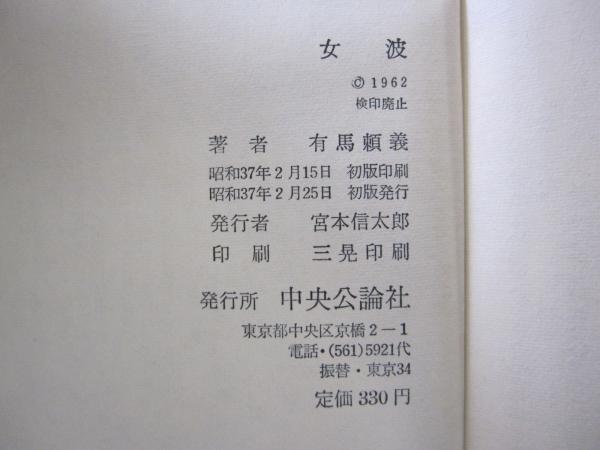 女 波
© 1962
検印廃止
著者 有馬頼義
昭和37年2月15日 初版印刷
昭和37年2月25日 初版発行
発行者 宮本信太郎
印刷 三晃印刷
発行所 中央公論社
東京都中央区京橋2−1
電話・(561)5921代
振替・東京34
定価 330円